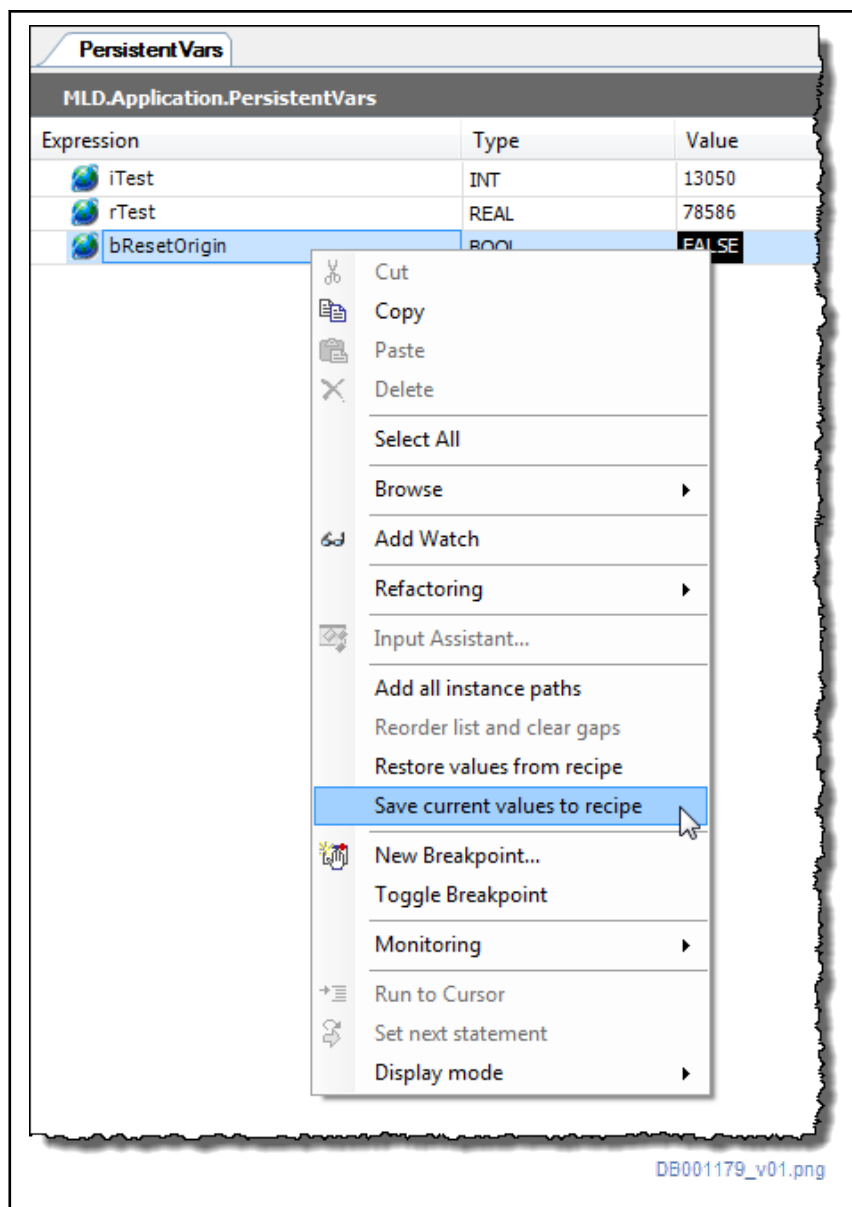 PersistentVars
MLD.Application.PersistentVars
Expression Type Value
iTest INT 13050
rTest REAL 78586
bResetOrigin BOOL FALSE
Cut
Copy
Paste
Delete
Select All
Browse
Add Watch
Refactoring
Input Assistant...
Add all instance paths
Reorder list and clear gaps
Restore values from recipe
Save current values to recipe
New Breakpoint...
Toggle Breakpoint
Monitoring
Run to Cursor
Set next statement
Display mode
DB001179_v01.png